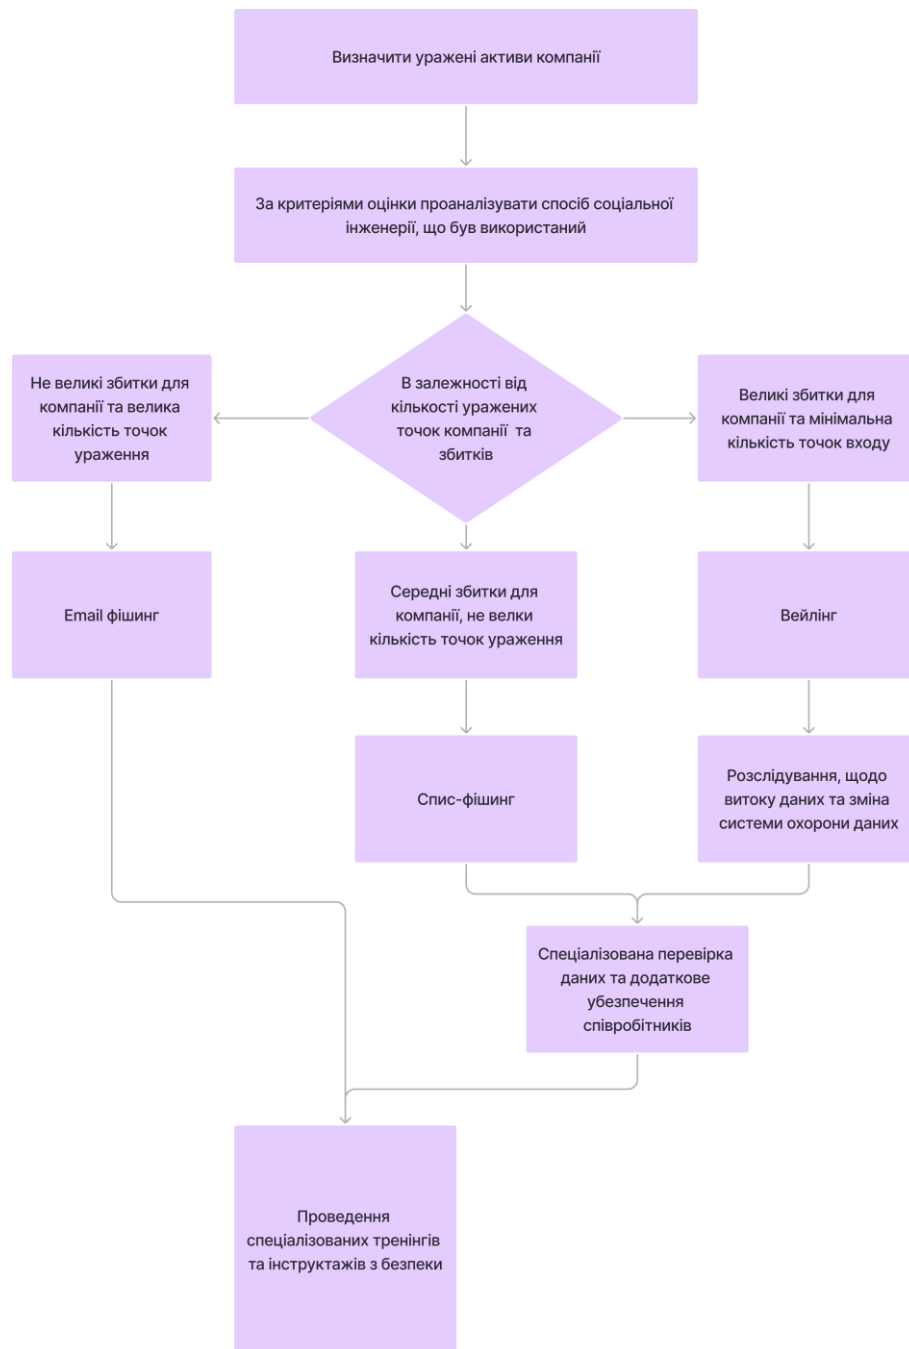 Визначити уражені активи компанії
За критеріями оцінки проаналізувати спосіб соціальної
інженерії, що був використаний
Не великі збитки для
компанії та велика
кількість точок
ураження
В залежності від
кількості уражених
точок компанії та
збитків
Великі збитки для
компанії та мінімальна
кількість точок входу
Email фішинг
Середні збитки для
компанії, не велки
кількість точок ураження
Вейлінг
Спис-фішинг
Розслідування, щодо
витоку даних та зміна
системи охорони даних
Спеціалізована перевірка
даних та додаткове
убезпечення
співробітників
Проведення
спеціалізованих тренінгів
та інструктажів з безпеки